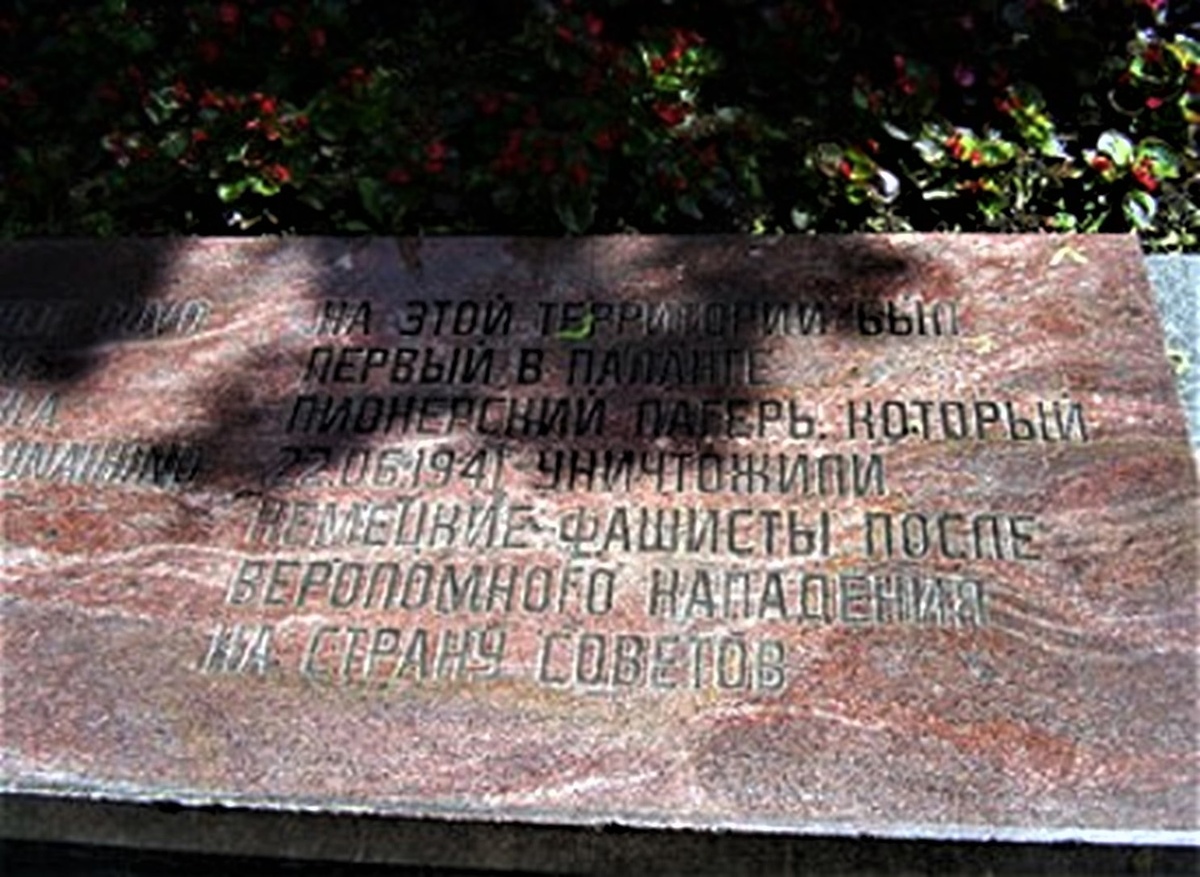 НА ЭТОЙ ТЕРРИТОРИИ БЫЛ
ПЕРВЫЙ В ПАЛАНГЕ
ПИОНЕРСКИЙ ЛАГЕРЬ, КОТОРЫЙ
22.06.1941 УНИЧТОЖИЛИ
НЕМЕЦКИЕ ФАШИСТЫ ПОСЛЕ
ВЕРОЛОМНОГО НАПАДЕНИЯ
НА СТРАНУ СОВЕТОВ